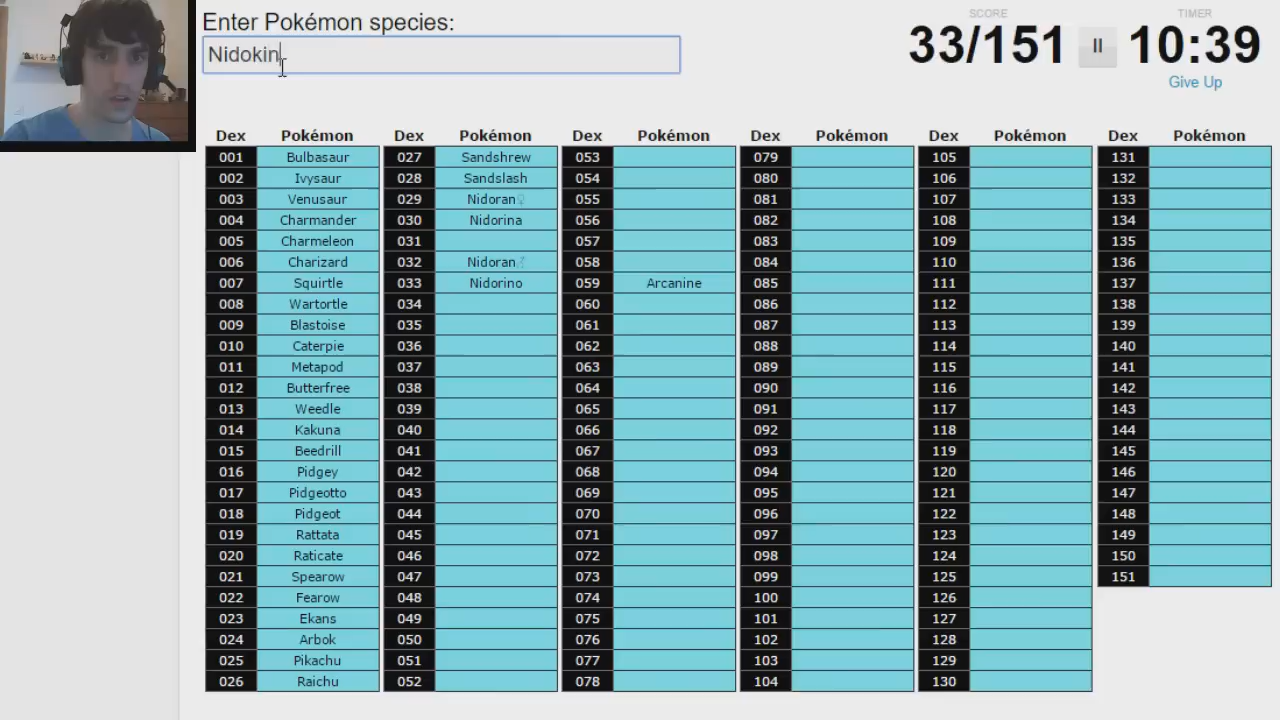 Enter Pokémon species:
SCORE
TIMER
Nidokin
33/151
II
10:39
Give Up
Dex Pokémon Dex Pokémon Dex Pokémon Dex Pokémon Dex Pokémon Dex Pokémon
001 Bulbasaur 027 Sandshrew 053 079 105 131
002 Ivysaur 028 Sandslash 054 080 106 132
003 Venusaur 029 Nidoran♀ 055 081 107 133
004 Charmander 030 Nidorina 056 082 108 134
005 Charmeleon 031 057 083 109 135
006 Charizard 032 Nidoran♂ 058 084 110 136
007 Squirtle 033 Nidorino 059 Arcanine 085 111 137
008 Wartortle 034 060 086 112 138
009 Blastoise 035 061 087 113 139
010 Caterpie 036 062 088 114 140
011 Metapod 037 063 089 115 141
012 Butterfree 038 064 090 116 142
013 Weedle 039 065 091 117 143
014 Kakuna 040 066 092 118 144
015 Beedrill 041 067 093 119 145
016 Pidgey 042 068 094 120 146
017 Pidgeotto 043 069 095 121 147
018 Pidgeot 044 070 096 122 148
019 Rattata 045 071 097 123 149
020 Raticate 046 072 098 124 150
021 Spearow 047 073 099 125 151
022 Fearow 048 074 100 126
023 Ekans 049 075 101 127
024 Arbok 050 076 102 128
025 Pikachu 051 077 103 129
026 Raichu 052 078 104 130